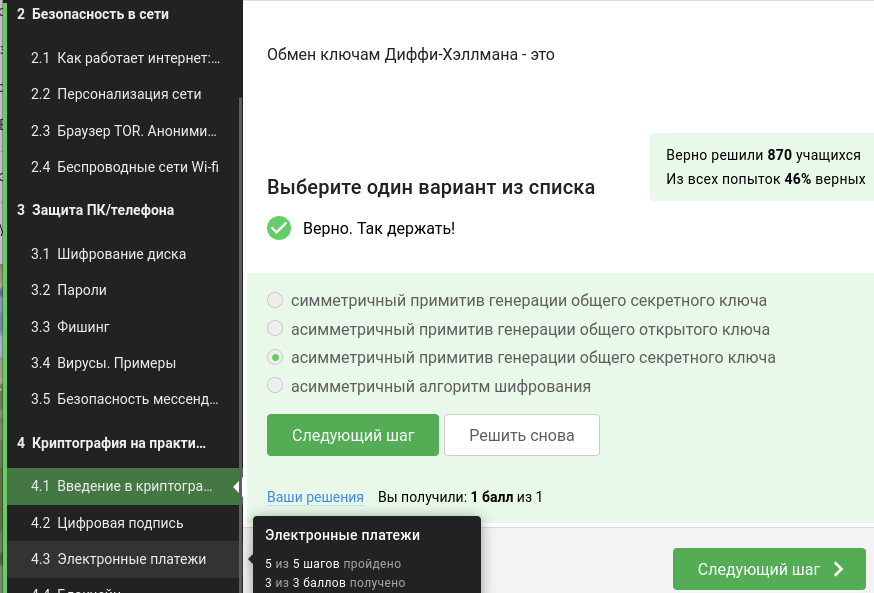 2 Безопасность в сети
2.1 Как работает интернет:...
2.2 Персонализация сети
2.3 Браузер TOR. Аноними...
2.4 Беспроводные сети Wi-fi
3 Защита ПК/телефона
3.1 Шифрование диска
3.2 Пароли
3.3 Фишинг
3.4 Вирусы. Примеры
3.5 Безопасность мессенд...
4 Криптография на практи...
4.1 Введение в криптогра...
4.2 Цифровая подпись
4.3 Электронные платежи
Обмен ключам Диффи-Хэллмана - это
Верно решили 870 учащихся
Из всех попыток 46% верных
Выберите один вариант из списка
Верно. Так держать!
симметричный примитив генерации общего секретного ключа
асимметричный примитив генерации общего открытого ключа
асимметричный примитив генерации общего секретного ключа
асимметричный алгоритм шифрования
Следующий шаг
Решить снова
Ваши решения Вы получили: 1 балл из 1
Электронные платежи
5 из 5 шагов пройдено
3 из 3 баллов получено
Следующий шаг